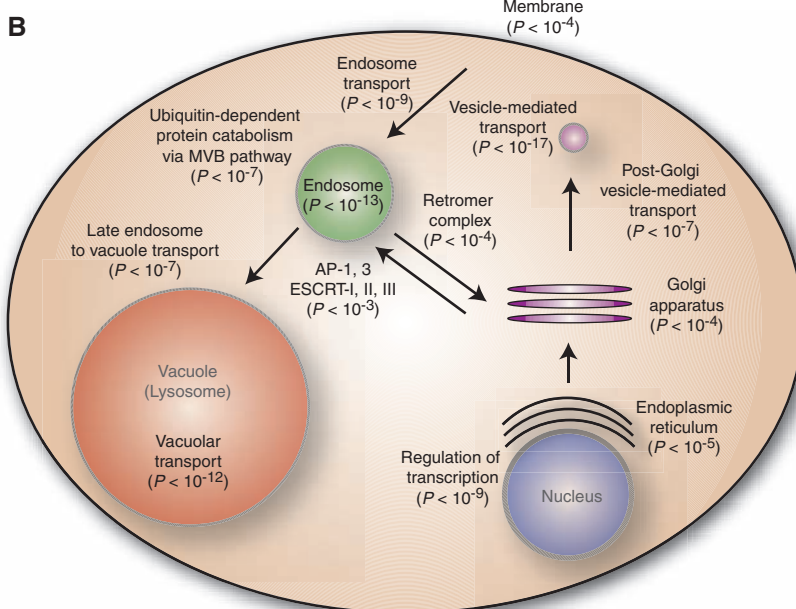 B
Membrane
(P < 10-4)
Endosome
transport
(P < 10-9)
Ubiquitin-dependent
protein catabolism
via MVB pathway
(P < 10-7)
Vesicle-mediated
transport
(P < 10-17)
Endosome
(P < 10-13)
Post-Golgi
vesicle-mediated
transport
(P < 10-7)
Retromer
complex
(P < 10-4)
Late endosome
to vacuole transport
(P < 10-7)
AP-1, 3
ESCRT-I, II, III
(P < 10-3)
Golgi
apparatus
(P < 10-4)
Vacuole
(Lysosome)
Vacuolar
transport
(P < 10-12)
Endoplasmic
reticulum
(P < 10-5)
Regulation of
transcription
(P < 10-9)
Nucleus